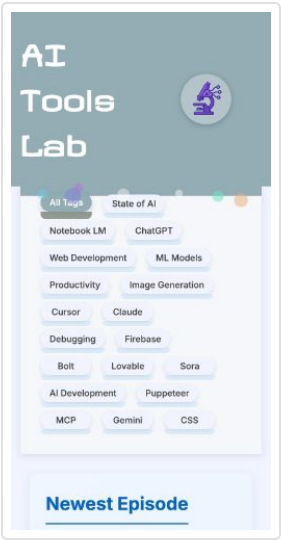 AI
Tools
Lab
All Tags State of AI
Notebook LM ChatGPT
Web Development ML Models
Productivity Image Generation
Cursor Claude
Debugging Firebase
Bolt Lovable Sora
AI Development Puppeteer
MCP Gemini CSS
Newest Episode